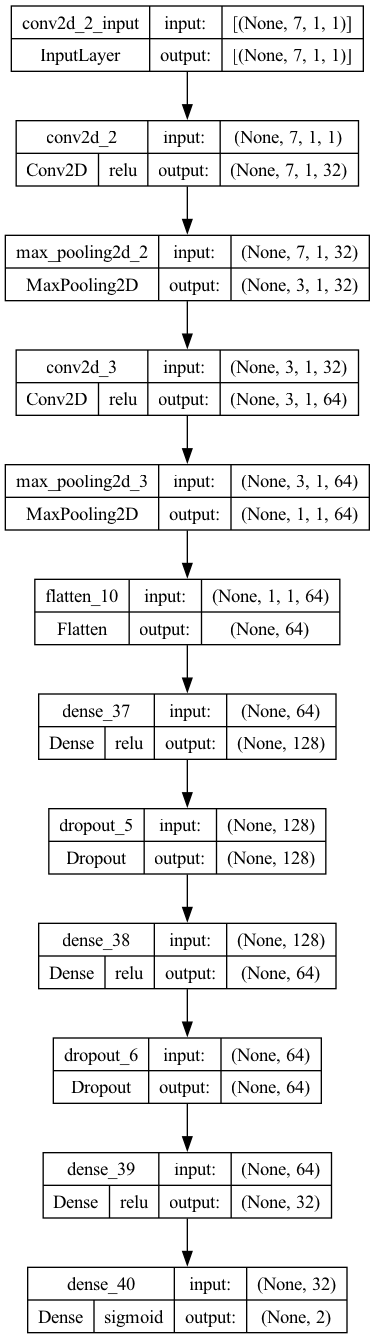 conv2d_2_input input: [(None, 7, 1, 1)]
InputLayer output: [(None, 7, 1, 1)]
conv2d_2 input: (None, 7, 1, 1)
Conv2D relu output: (None, 7, 1, 32)
max_pooling2d_2 input: (None, 7, 1, 32)
MaxPooling2D output: (None, 3, 1, 32)
conv2d_3 input: (None, 3, 1, 32)
Conv2D relu output: (None, 3, 1, 64)
max_pooling2d_3 input: (None, 3, 1, 64)
MaxPooling2D output: (None, 1, 1, 64)
flatten_10 input: (None, 1, 1, 64)
Flatten output: (None, 64)
dense_37 input: (None, 64)
Dense relu output: (None, 128)
dropout_5 input: (None, 128)
Dropout output: (None, 128)
dense_38 input: (None, 128)
Dense relu output: (None, 64)
dropout_6 input: (None, 64)
Dropout output: (None, 64)
dense_39 input: (None, 64)
Dense relu output: (None, 32)
dense_40 input: (None, 32)
Dense sigmoid output: (None, 2)